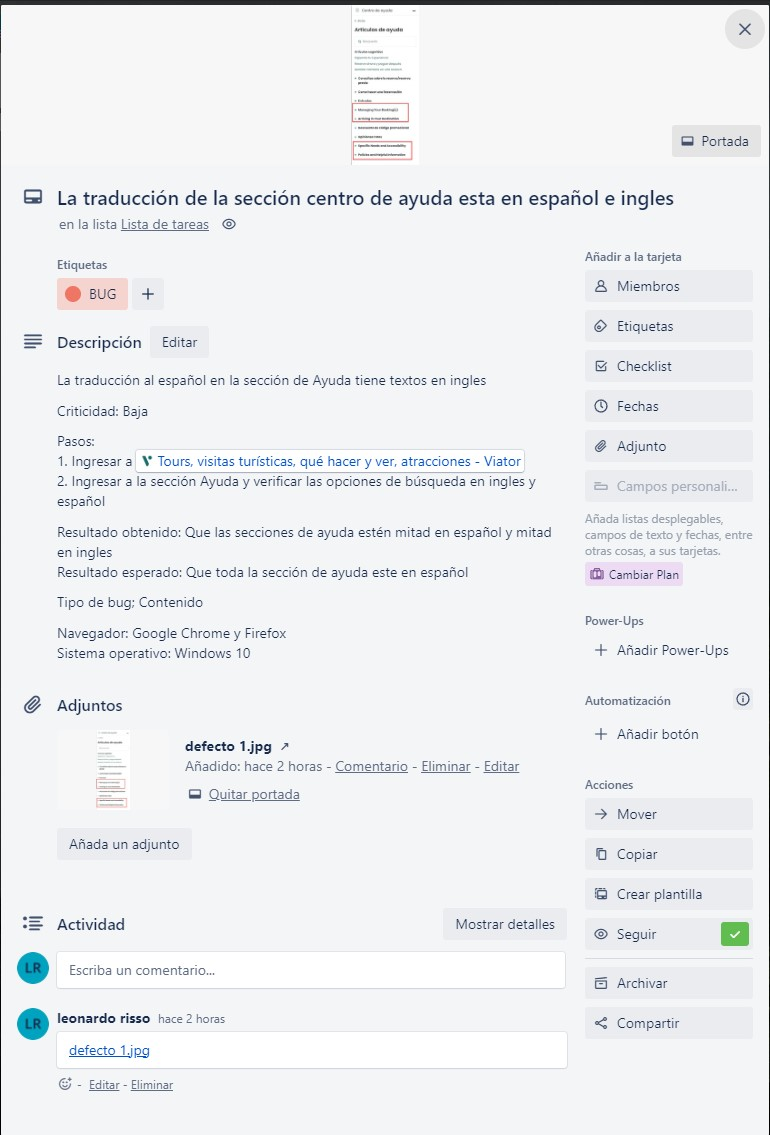 Centro de ayuda
Artículos de ayuda
Portada
La traducción de la sección centro de ayuda esta en español e ingles
en la lista Lista de tareas
Etiquetas
BUG
Descripción
Editar
La traducción al español en la sección de Ayuda tiene textos en ingles
Criticidad: Baja
Pasos:
1. Ingresar a Tours, visitas turísticas, qué hacer y ver, atracciones - Viator
2. Ingresar a la sección Ayuda y verificar las opciones de búsqueda en ingles y
español
Resultado obtenido: Que las secciones de ayuda estén mitad en español y mitad
en ingles
Resultado esperado: Que toda la sección de ayuda este en español
Tipo de bug; Contenido
Navegador: Google Chrome y Firefox
Sistema operativo: Windows 10
Adjuntos
defecto 1.jpg ↗
Añadido: hace 2 horas - Comentario - Eliminar - Editar
Quitar portada
Añada un adjunto
Actividad
Mostrar detalles
LR
Escriba un comentario...
LR
leonardo risso hace 2 horas
defecto 1.jpg
- Editar - Eliminar
Añadir a la tarjeta
Miembros
Etiquetas
Checklist
Fechas
Adjunto
Campos personali...
Añada listas desplegables,
campos de texto y fechas, entre
otras cosas, a sus tarjetas.
Cambiar Plan
Power-Ups
Añadir Power-Ups
Automatización
Añadir botón
Acciones
Mover
Copiar
Crear plantilla
Seguir
Archivar
Compartir